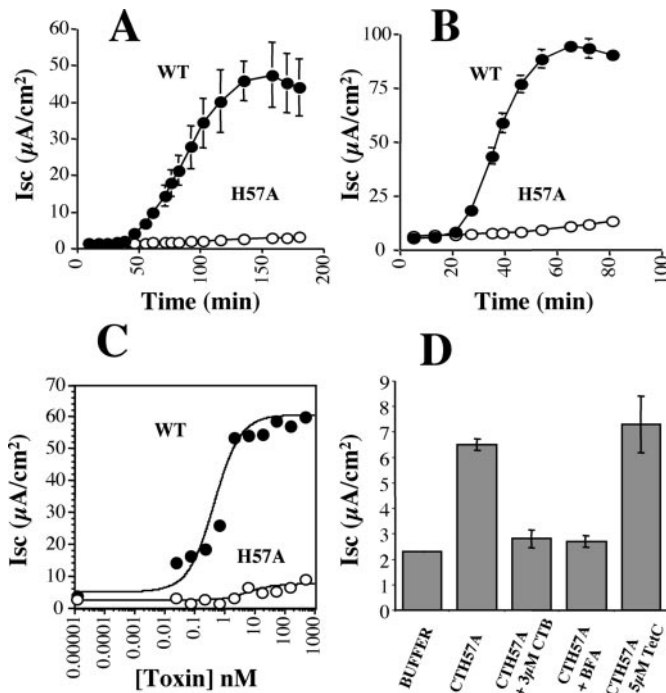 A
60
50
40
30
20
10
0
Isc (µA/cm²)
WT
H57A
0
50
100
150
200
Time (min)
B
100
75
50
25
0
Isc (µA/cm²)
WT
H57A
0
20
40
60
80
100
Time (min)
C
70
60
50
40
30
20
10
0
Isc (µA/cm²)
WT
H57A
0.00001
0.0001
0.001
0.01
0.1
1
10
100
1000
[Toxin] nM
D
9
8
7
6
5
4
3
2
1
0
Isc (µA/cm²)
BUFFER
CTH57A
CTH57A
+ 3µM CTB
CTH57A
+ BFA
CTH57A
5µM TetC